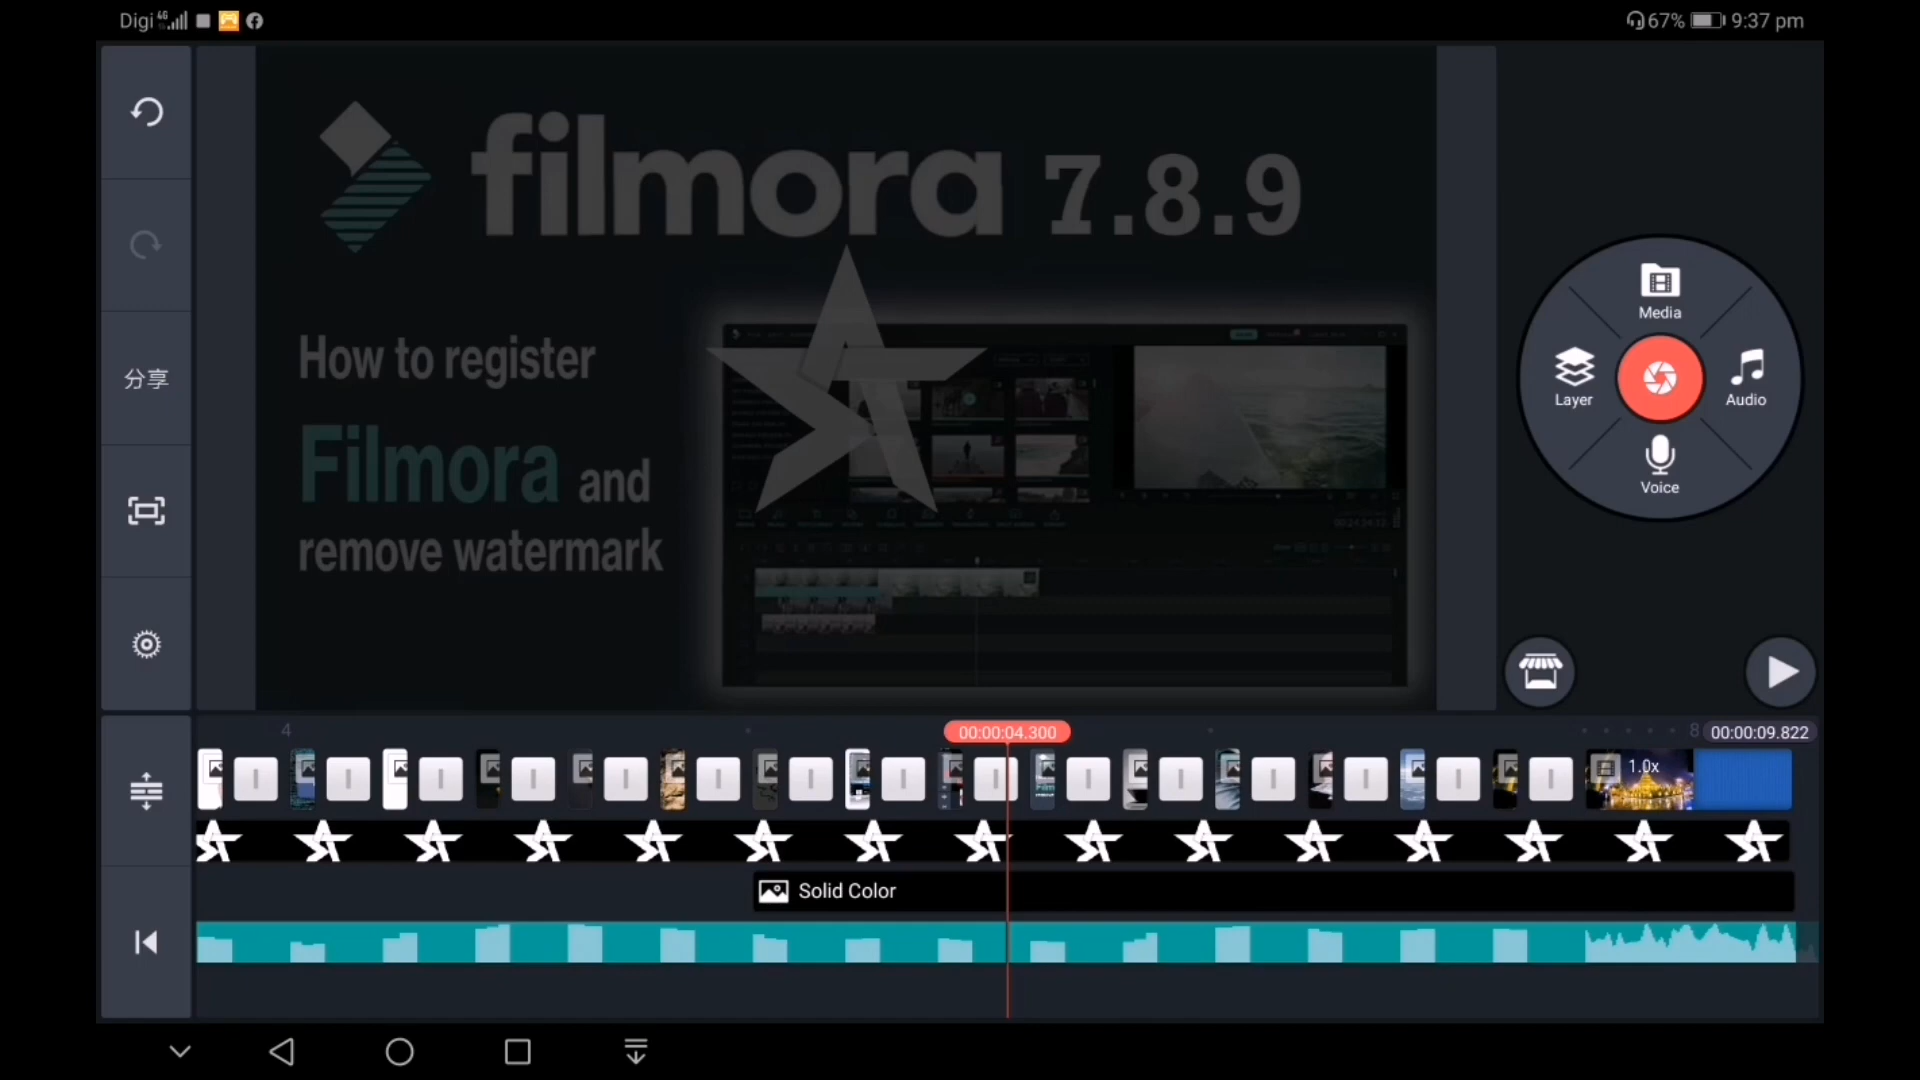 Digi 4G 67% 9:37 pm
filmora 7.8.9
How to register
Filmora and
remove watermark
分享
Media
Layer
Audio
Voice
4 00:00:04.300 8 00:00:09.822
1.0x
Solid Color